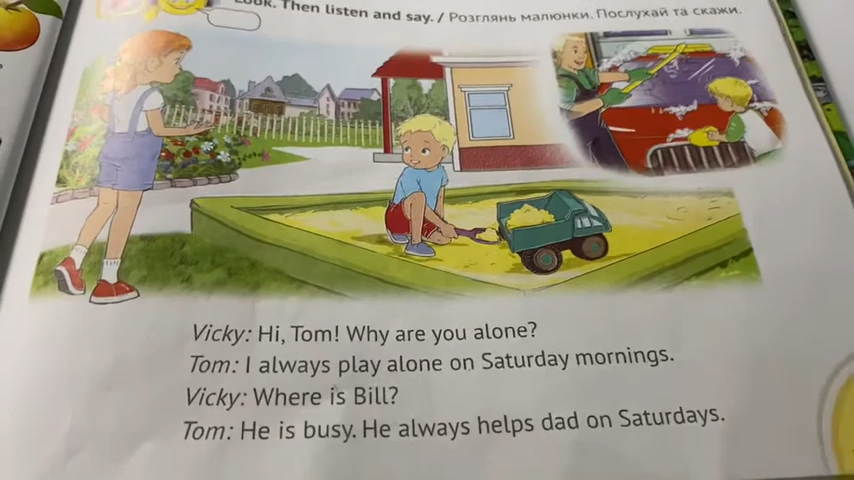 Look. Then listen and say. / Розглянь малюнки. Послухай та скажи.
Vicky: Hi, Tom! Why are you alone?
Tom: I always play alone on Saturday mornings.
Vicky: Where is Bill?
Tom: He is busy. He always helps dad on Saturdays.